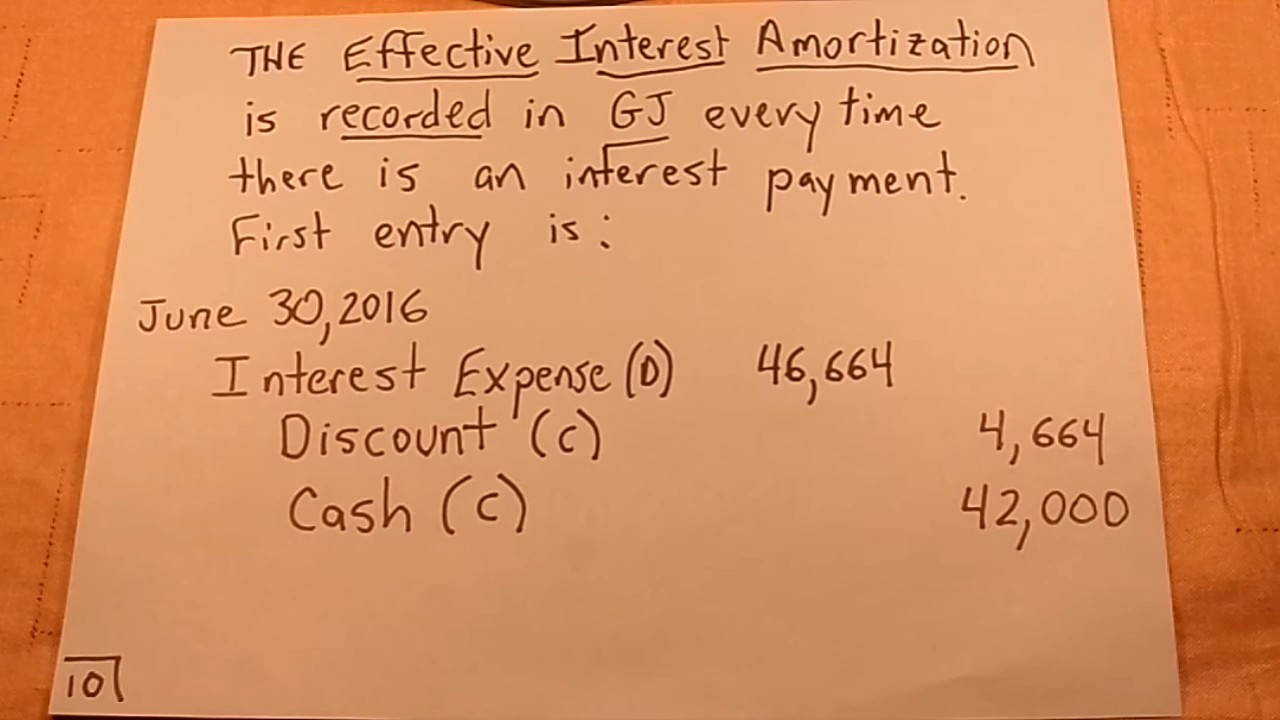 THE Effective Interest Amortization
is recorded in GJ every time
there is an interest payment.
First entry is:
June 30, 2016
Interest Expense (D) 46,664
Discount (C) 4,664
Cash (C) 42,000
10